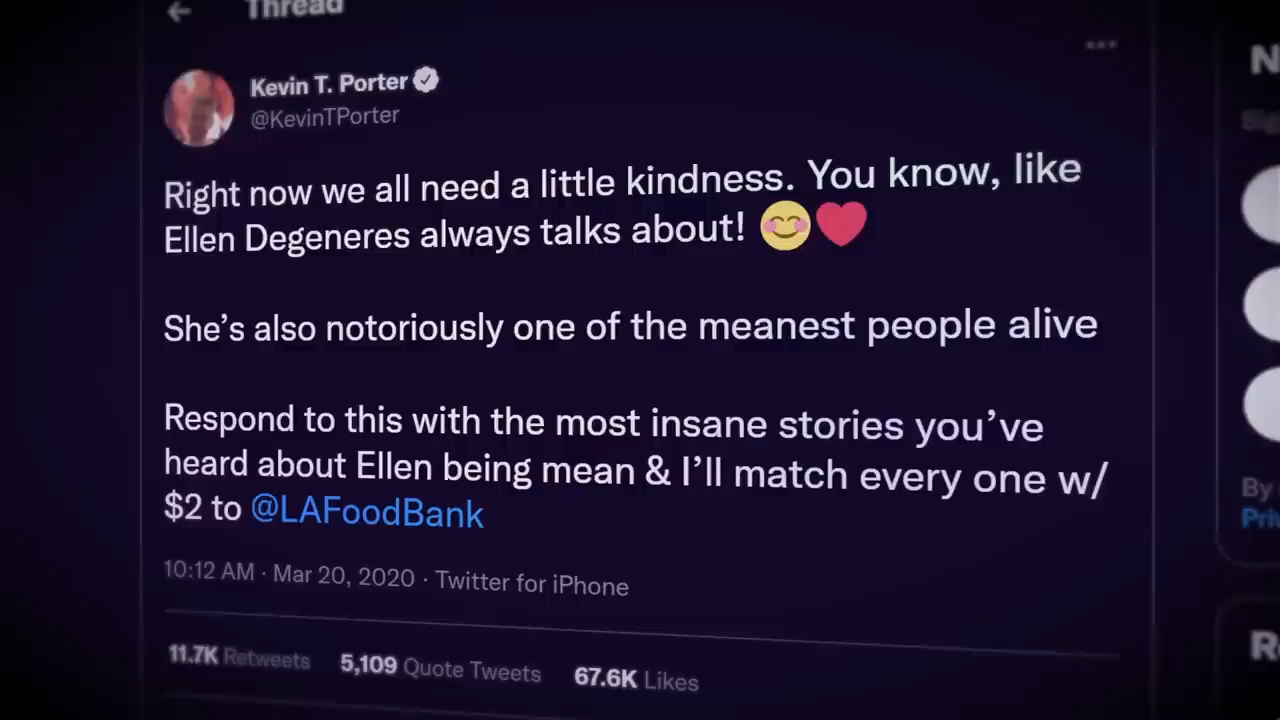 Thread
Kevin T. Porter
@KevinTPorter
Right now we all need a little kindness. You know, like
Ellen Degeneres always talks about! 😊❤️
She’s also notoriously one of the meanest people alive
Respond to this with the most insane stories you’ve
heard about Ellen being mean & I’ll match every one w/
$2 to @LAFoodBank
10:12 AM · Mar 20, 2020 · Twitter for iPhone
11.7K Retweets 5,109 Quote Tweets 67.6K Likes
By